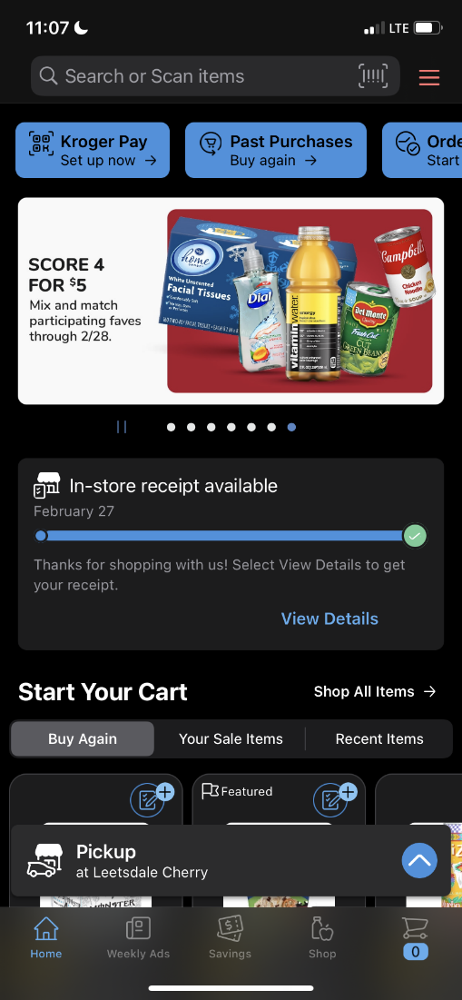 11:07
LTE
Search or Scan items
Kroger Pay
Set up now →
Past Purchases
Buy again →
Orde
Start
SCORE 4
FOR $5
Mix and match
participating faves
through 2/28.
home
White Unscented
Facial Tissues
Dial
vitaminwater
energy
Del Monte
Quality
Fresh Cut
CUT
GREEN BEANS
Campbell's
Chicken
Noodle
SOUP
In-store receipt available
February 27
Thanks for shopping with us! Select View Details to get
your receipt.
View Details
Start Your Cart
Shop All Items →
Buy Again
Your Sale Items
Recent Items
Featured
Pickup
at Leetsdale Cherry
Home
Weekly Ads
Savings
Shop
0